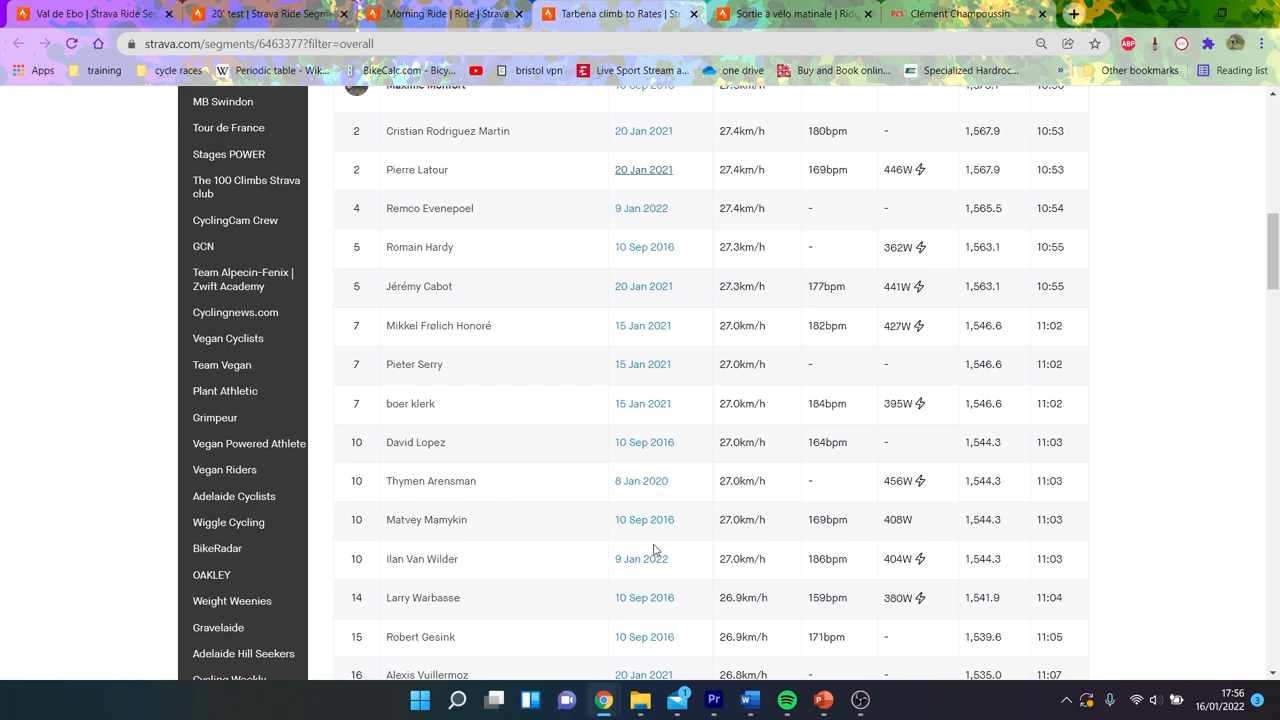 Val de Ebo | Strava Ride Seg
20' test | Strava Ride Segm
Morning Ride | Ride | Strava
Tarbena climb to Rates | Str
Sortie à vélo matinale | Rid
PCS Clément Champoussin
strava.com/segments/6463377?filter=overall
ABP
Apps training cycle races W Periodic table - Wik... BikeCalc.com - Bicy... bristol vpn Live Sport Stream a... one drive Buy and Book onlin... Specialized Hardroc... » Other bookmarks Reading list
MB Swindon
Tour de France
Stages POWER
The 100 Climbs Strava
club
CyclingCam Crew
GCN
Team Alpecin-Fenix |
Zwift Academy
Cyclingnews.com
Vegan Cyclists
Team Vegan
Plant Athletic
Grimpeur
Vegan Powered Athlete
Vegan Riders
Adelaide Cyclists
Wiggle Cycling
BikeRadar
OAKLEY
Weight Weenies
Gravelaide
Adelaide Hill Seekers
Cycling Weekly
Maxime Monfort 10 Sep 2016
2 Cristian Rodriguez Martin 20 Jan 2021 27.4km/h 180bpm - 1,567.9 10:53
2 Pierre Latour 20 Jan 2021 27.4km/h 169bpm 446W 1,567.9 10:53
4 Remco Evenepoel 9 Jan 2022 27.4km/h - - 1,565.5 10:54
5 Romain Hardy 10 Sep 2016 27.3km/h - 362W 1,563.1 10:55
5 Jérémy Cabot 20 Jan 2021 27.3km/h 177bpm 441W 1,563.1 10:55
7 Mikkel Frølich Honoré 15 Jan 2021 27.0km/h 182bpm 427W 1,546.6 11:02
7 Pieter Serry 15 Jan 2021 27.0km/h - - 1,546.6 11:02
7 boer klerk 15 Jan 2021 27.0km/h 184bpm 395W 1,546.6 11:02
10 David Lopez 10 Sep 2016 27.0km/h 164bpm - 1,544.3 11:03
10 Thymen Arensman 8 Jan 2020 27.0km/h - 456W 1,544.3 11:03
10 Matvey Mamykin 10 Sep 2016 27.0km/h 169bpm 408W 1,544.3 11:03
10 Ilan Van Wilder 9 Jan 2022 27.0km/h 186bpm 404W 1,544.3 11:03
14 Larry Warbasse 10 Sep 2016 26.9km/h 159bpm 380W 1,541.9 11:04
15 Robert Gesink 10 Sep 2016 26.9km/h 171bpm - 1,539.6 11:05
16 Alexis Vuillermoz 20 Jan 2021 26.8km/h - - 1,535.0 11:07
1
Pr
W
P
17:56
16/01/2022
3